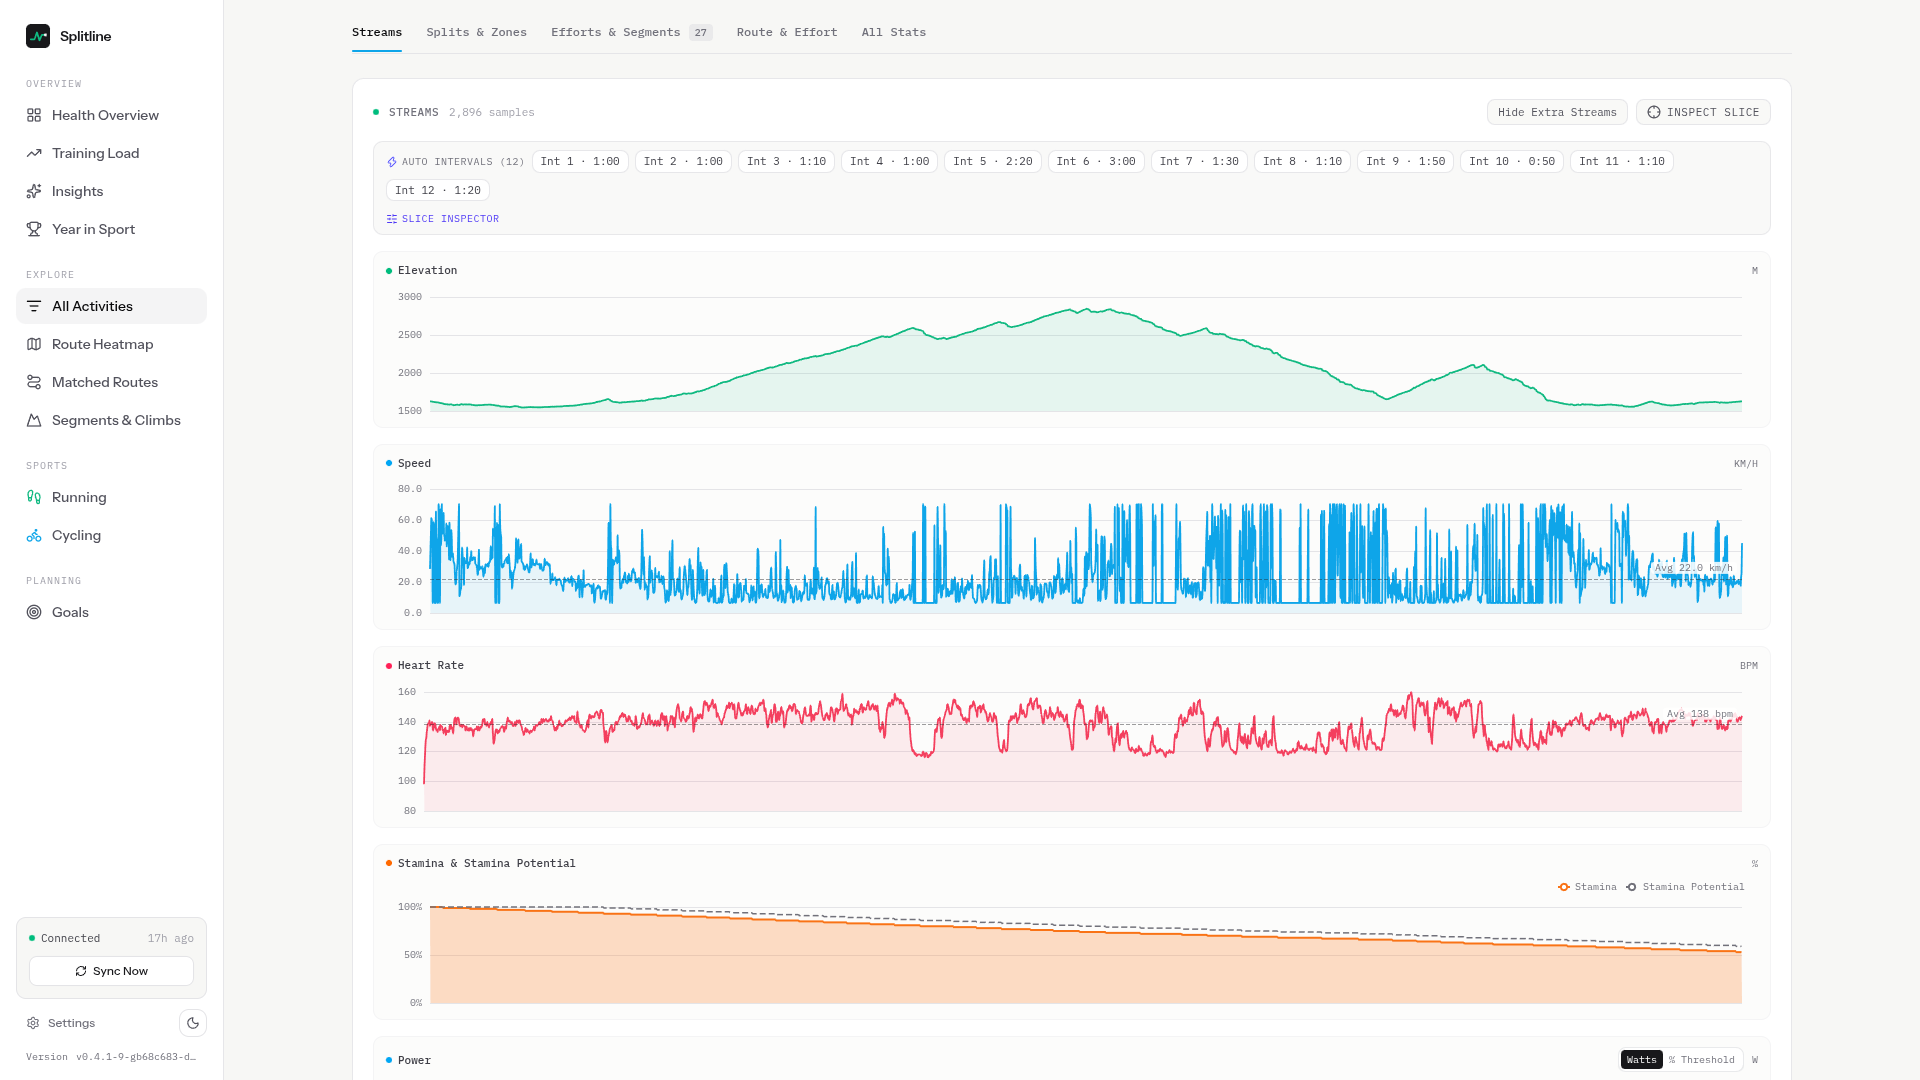 Splitline
OVERVIEW
Health Overview
Training Load
Insights
Year in Sport
EXPLORE
All Activities
Route Heatmap
Matched Routes
Segments & Climbs
SPORTS
Running
Cycling
PLANNING
Goals
Connected 17h ago
Sync Now
Settings
Version v0.4.1-9-gb68c683-d…
Streams Splits & Zones Efforts & Segments 27 Route & Effort All Stats
STREAMS 2,896 samples Hide Extra Streams INSPECT SLICE
AUTO INTERVALS (12) Int 1 · 1:00 Int 2 · 1:00 Int 3 · 1:10 Int 4 · 1:00 Int 5 · 2:20 Int 6 · 3:00 Int 7 · 1:30 Int 8 · 1:10 Int 9 · 1:50 Int 10 · 0:50 Int 11 · 1:10
Int 12 · 1:20
SLICE INSPECTOR
Elevation M
3000
2500
2000
1500
Speed KM/H
80.0
60.0
40.0
Avg 22.0 km/h
20.0
0.0
Heart Rate BPM
160
Avg 138 bpm
140
120
100
80
Stamina & Stamina Potential %
Stamina Stamina Potential
100%
50%
0%
Power Watts % Threshold W